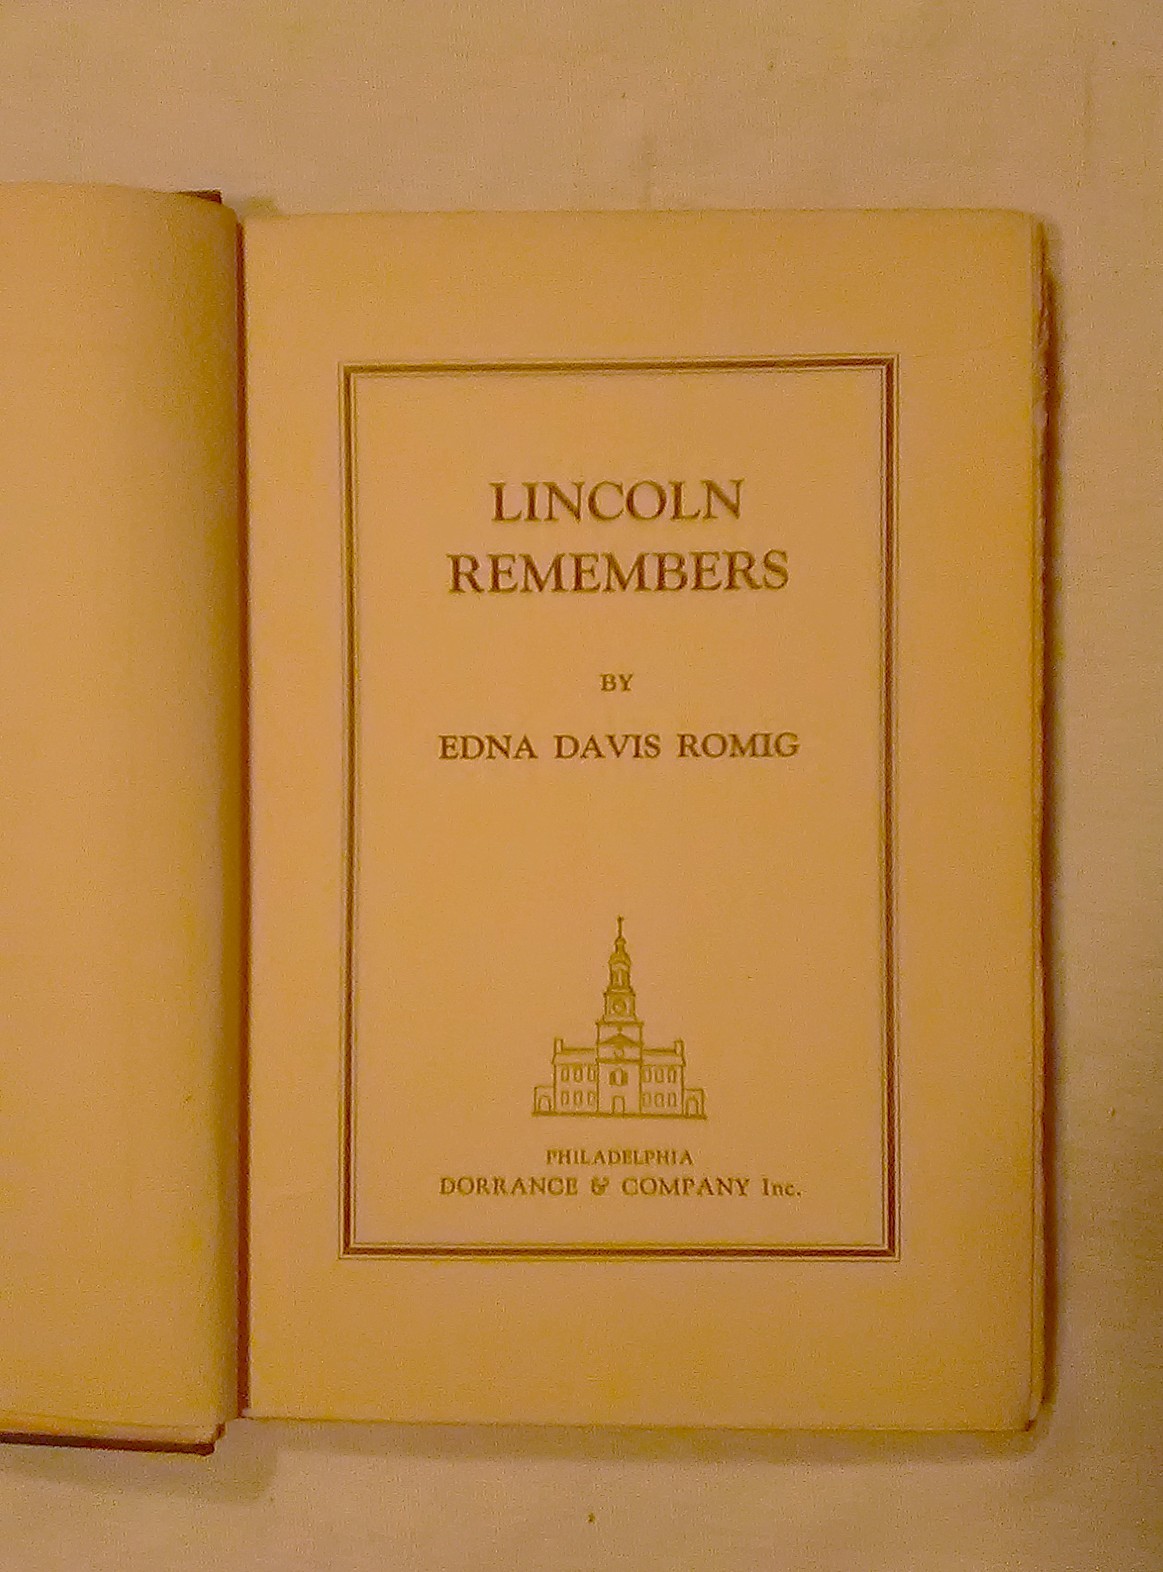 LINCOLN
REMEMBERS
BY
EDNA DAVIS ROMIG
PHILADELPHIA
DORRANCE & COMPANY Inc.